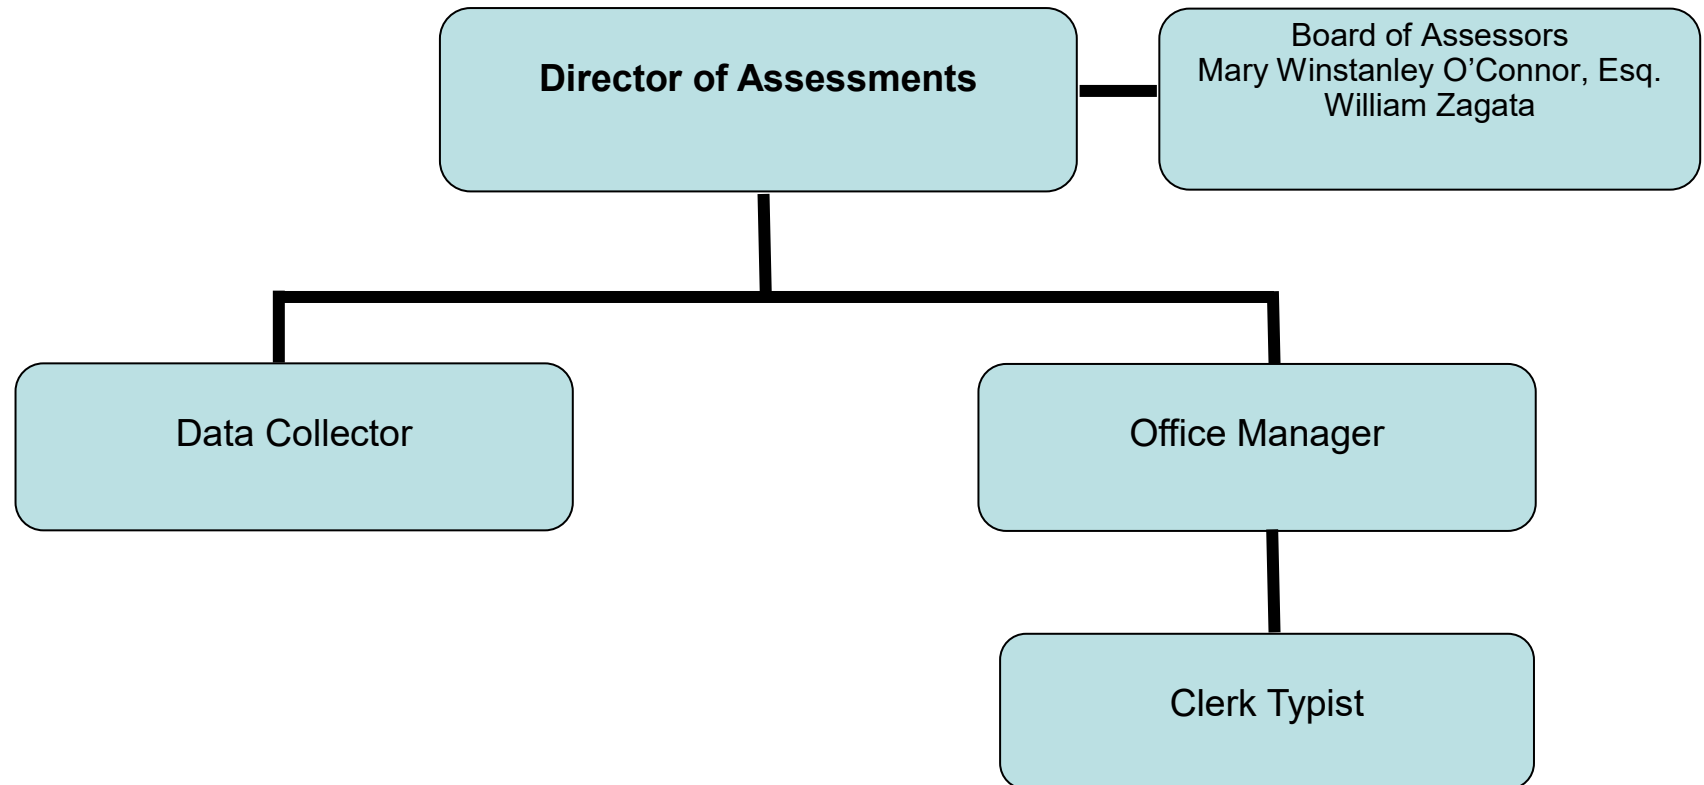 Director of Assessments
Board of Assessors
Mary Winstanley O’Connor, Esq.
William Zagata
Data Collector
Office Manager
Clerk Typist